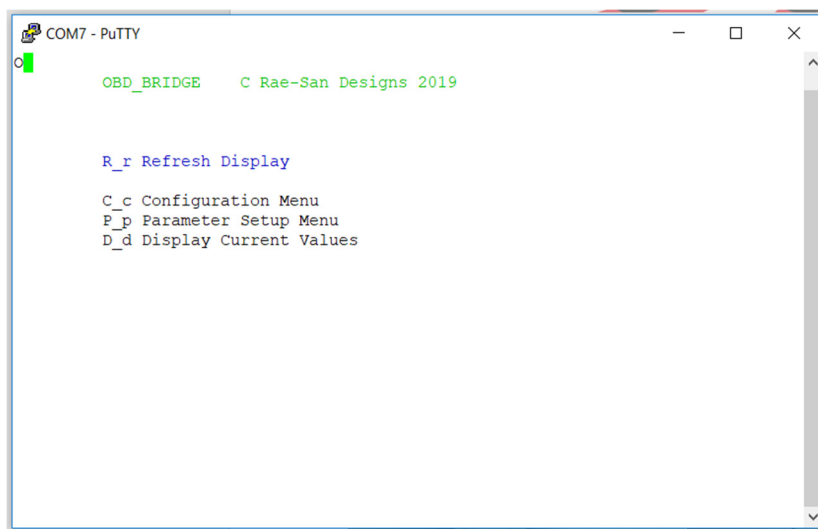 COM7 - PuTTY
o
OBD_BRIDGE C Rae-San Designs 2019
R_r Refresh Display
C_c Configuration Menu
P_p Parameter Setup Menu
D_d Display Current Values